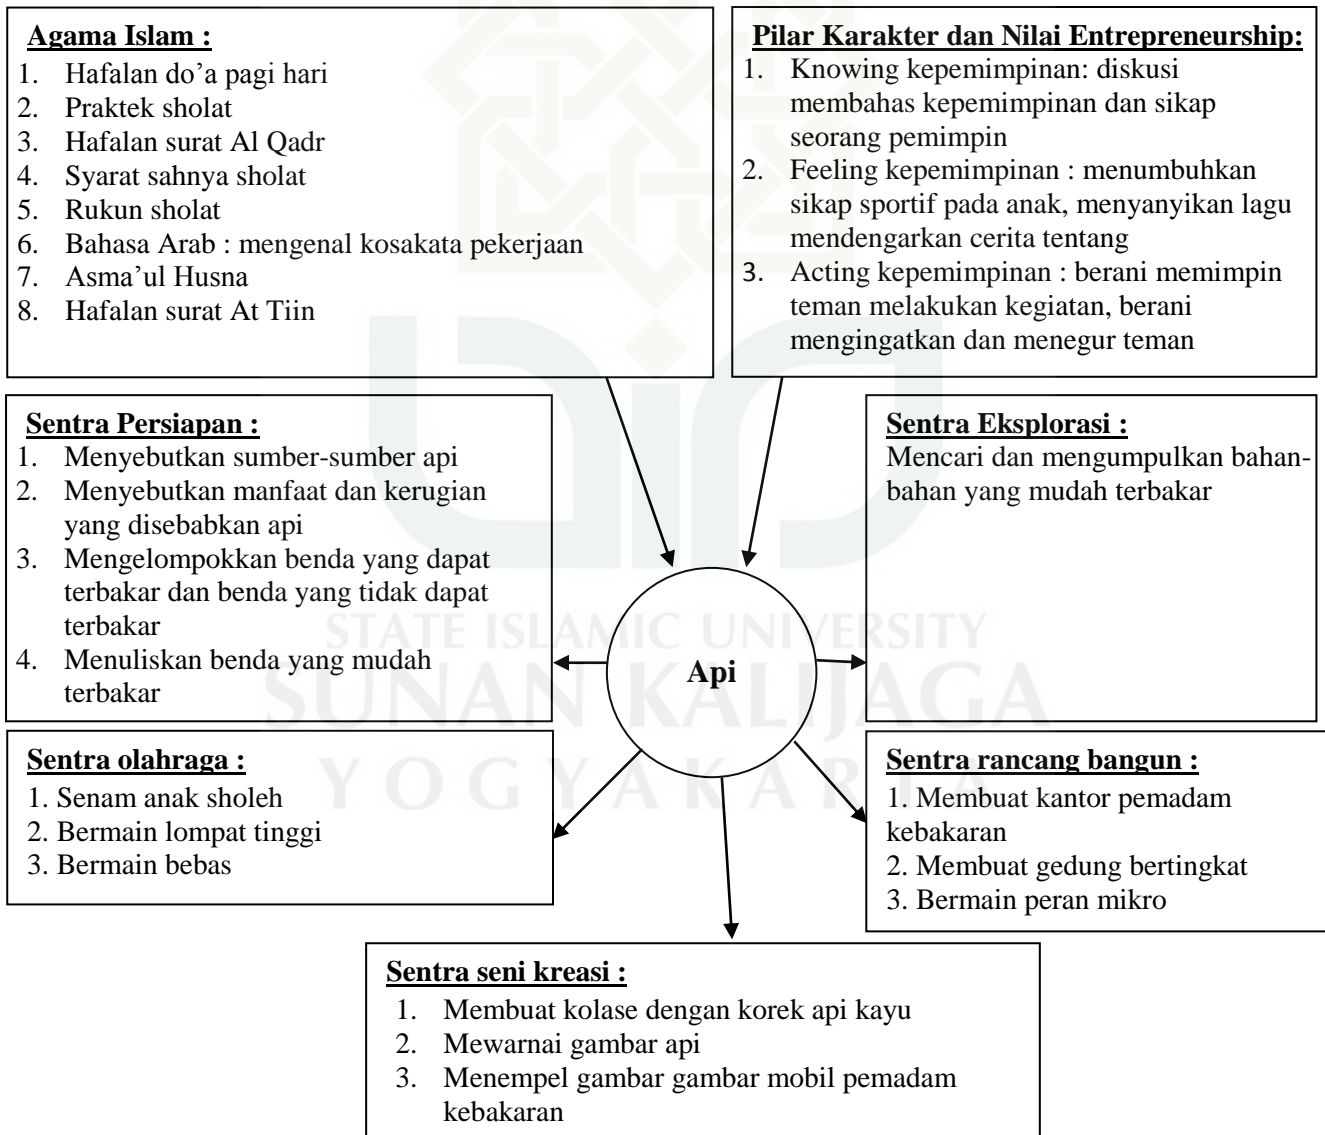 Agama Islam :
1. Hafalan do’a pagi hari
2. Praktek sholat
3. Hafalan surat Al Qadr
4. Syarat sahnya sholat
5. Rukun sholat
6. Bahasa Arab : mengenal kosakata pekerjaan
7. Asma’ul Husna
8. Hafalan surat At Tiin
Pilar Karakter dan Nilai Entrepreneurship:
1. Knowing kepemimpinan: diskusi
membahas kepemimpinan dan sikap
seorang pemimpin
2. Feeling kepemimpinan : menumbuhkan
sikap sportif pada anak, menyanyikan lagu
mendengarkan cerita tentang
3. Acting kepemimpinan : berani memimpin
teman melakukan kegiatan, berani
mengingatkan dan menegur teman
Sentra Persiapan :
1. Menyebutkan sumber-sumber api
2. Menyebutkan manfaat dan kerugian
yang disebabkan api
3. Mengelompokkan benda yang dapat
terbakar dan benda yang tidak dapat
terbakar
4. Menuliskan benda yang mudah
terbakar
Sentra Eksplorasi :
Mencari dan mengumpulkan bahan-
bahan yang mudah terbakar
Api
STATE ISLAMIC UNIVERSITY
SUNAN KALIJAGA
YOGYAKARTA
Sentra olahraga :
1. Senam anak sholeh
2. Bermain lompat tinggi
3. Bermain bebas
Sentra rancang bangun :
1. Membuat kantor pemadam
kebakaran
2. Membuat gedung bertingkat
3. Bermain peran mikro
Sentra seni kreasi :
1. Membuat kolase dengan korek api kayu
2. Mewarnai gambar api
3. Menempel gambar gambar mobil pemadam
kebakaran